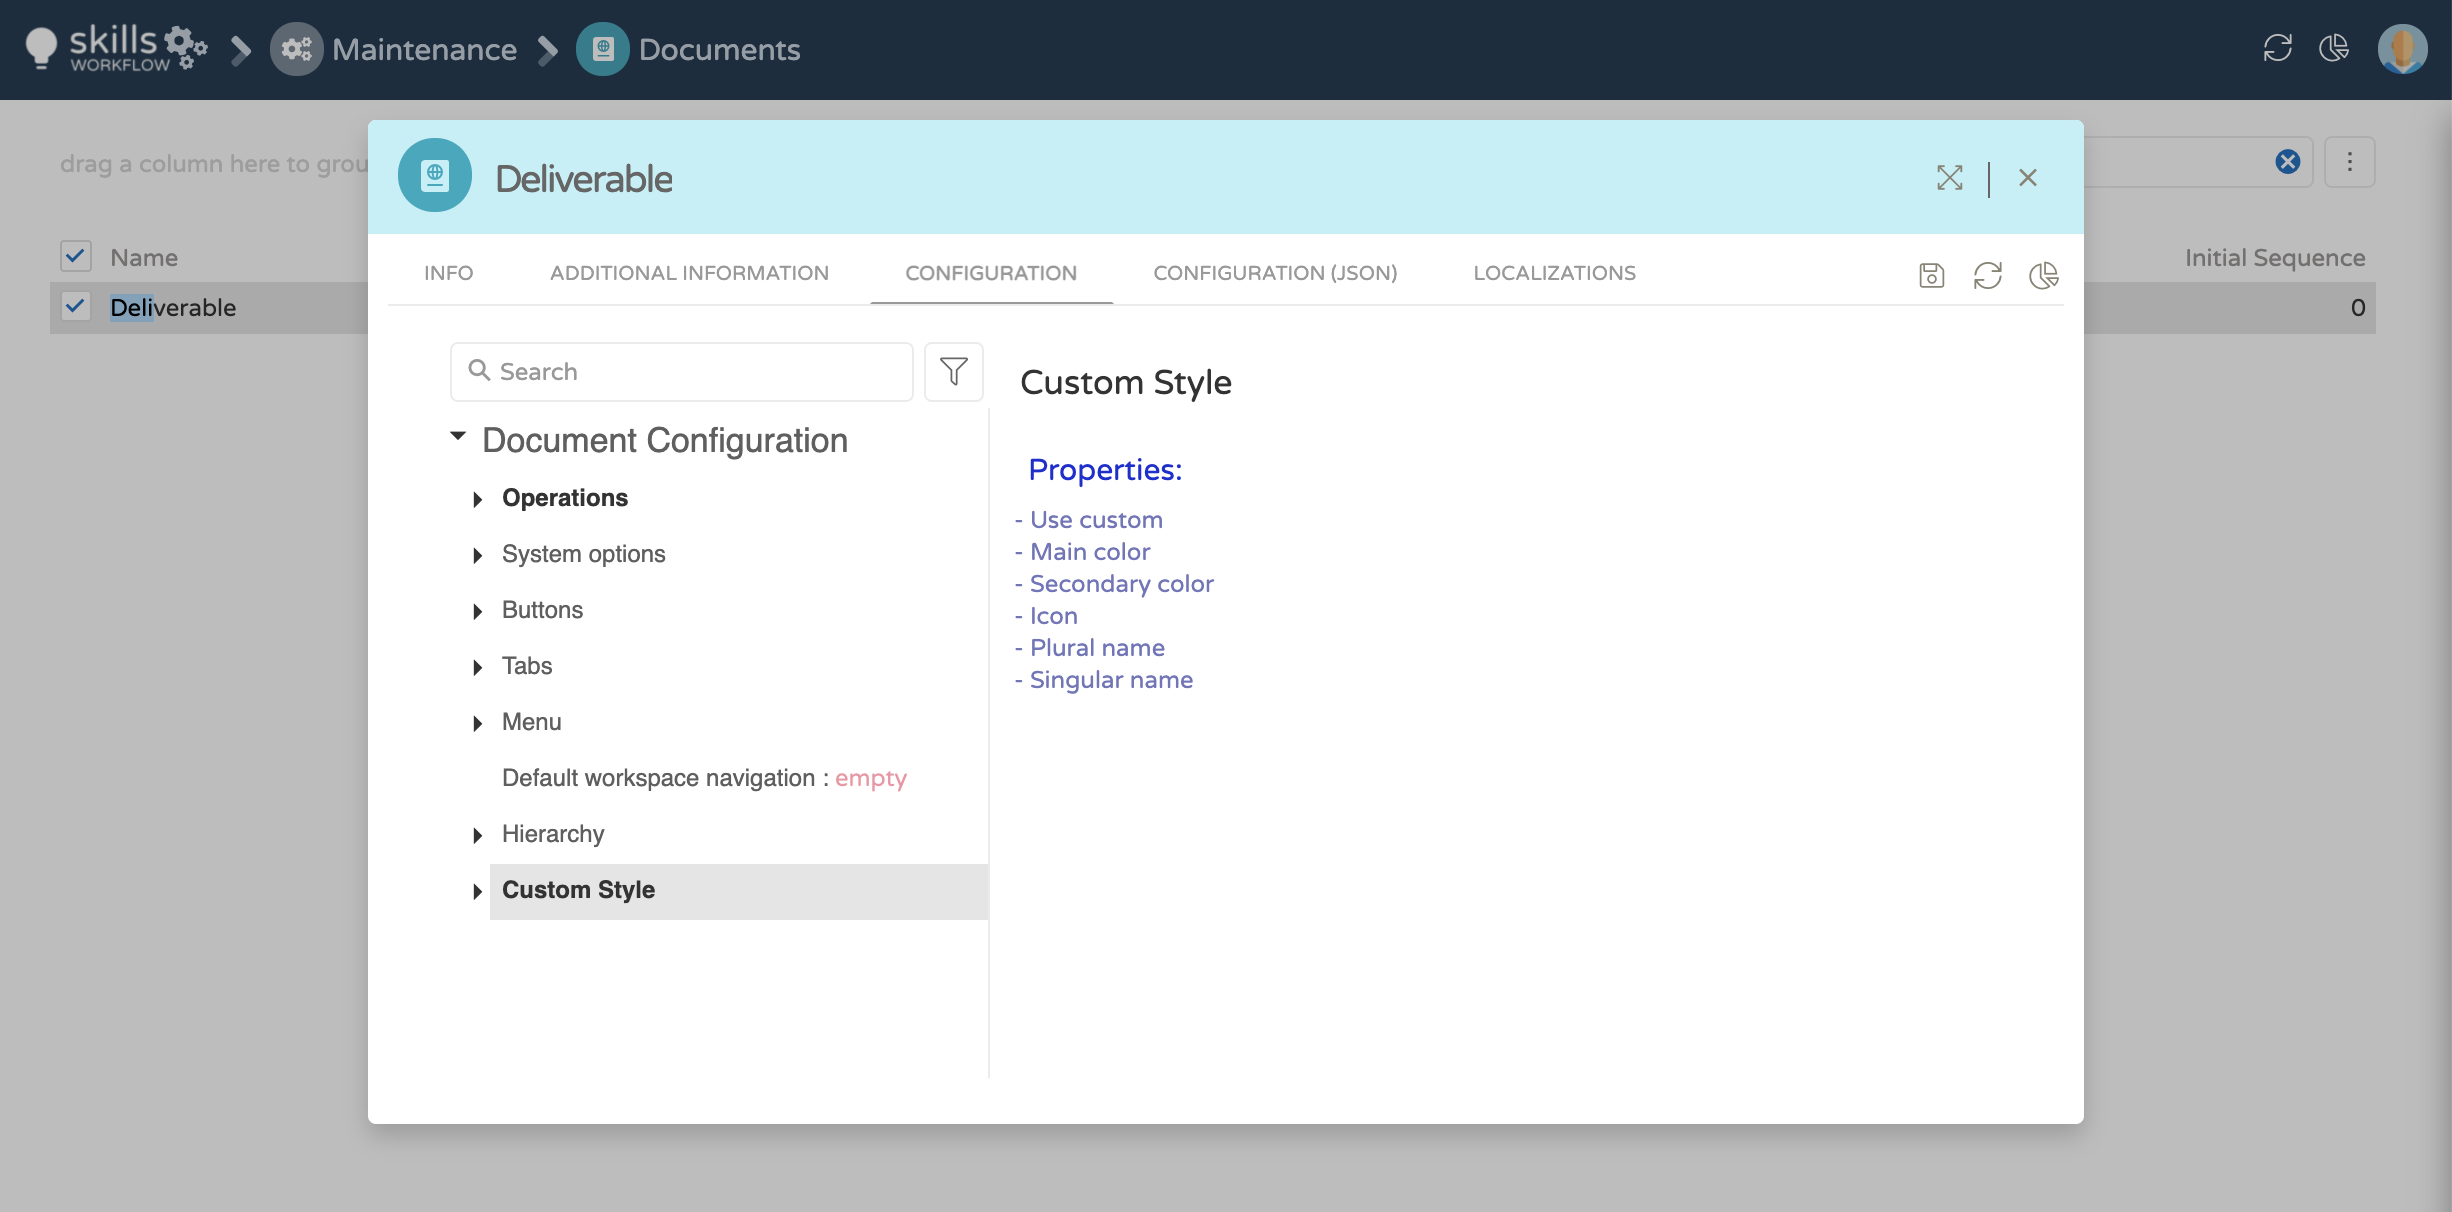 skills
WORKFLOW
Maintenance
Documents
drag a column here to grou
Deliverable
Name
Initial Sequence
Deliverable
0
INFO
ADDITIONAL INFORMATION
CONFIGURATION
CONFIGURATION (JSON)
LOCALIZATIONS
Search
Document Configuration
Operations
System options
Buttons
Tabs
Menu
Default workspace navigation : empty
Hierarchy
Custom Style
Custom Style
Properties:
- Use custom
- Main color
- Secondary color
- Icon
- Plural name
- Singular name